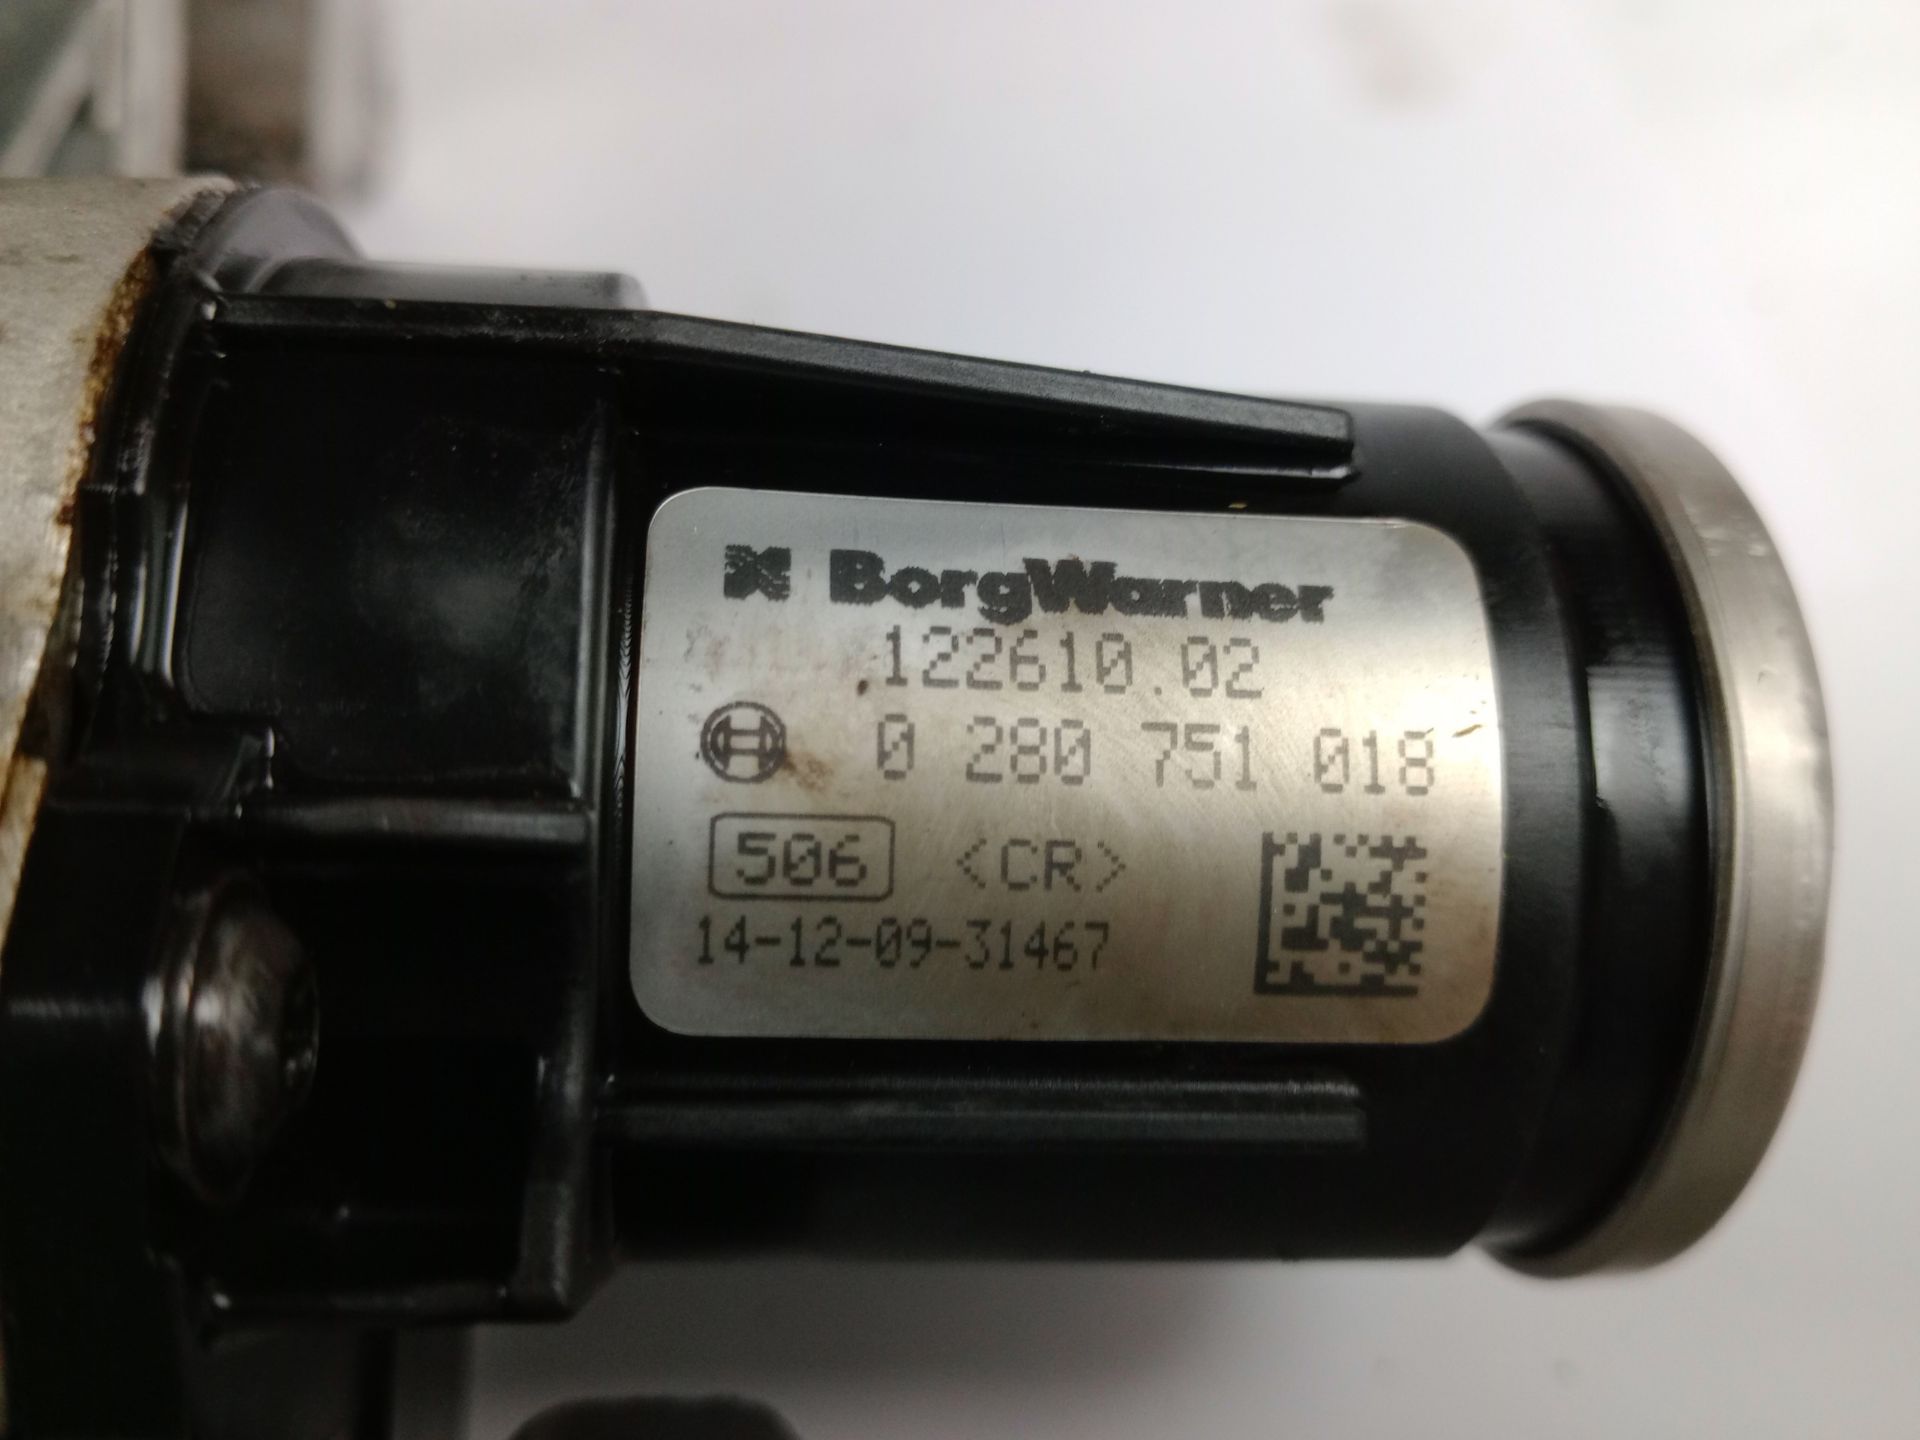 BorgWarner
122610.02
0 280 751 018
506 <CR>
14-12-09-31467